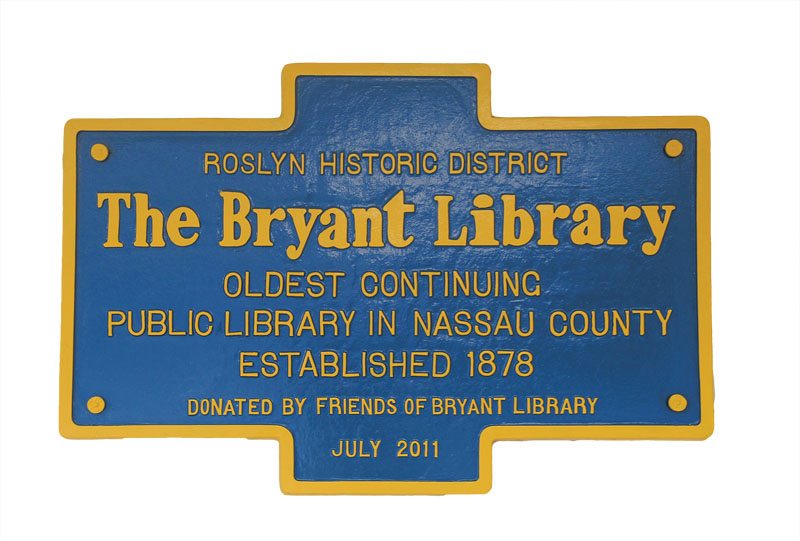 ROSLYN HISTORIC DISTRICT
The Bryant Library
OLDEST CONTINUING
PUBLIC LIBRARY IN NASSAU COUNTY
ESTABLISHED 1878
DONATED BY FRIENDS OF BRYANT LIBRARY
JULY 2011